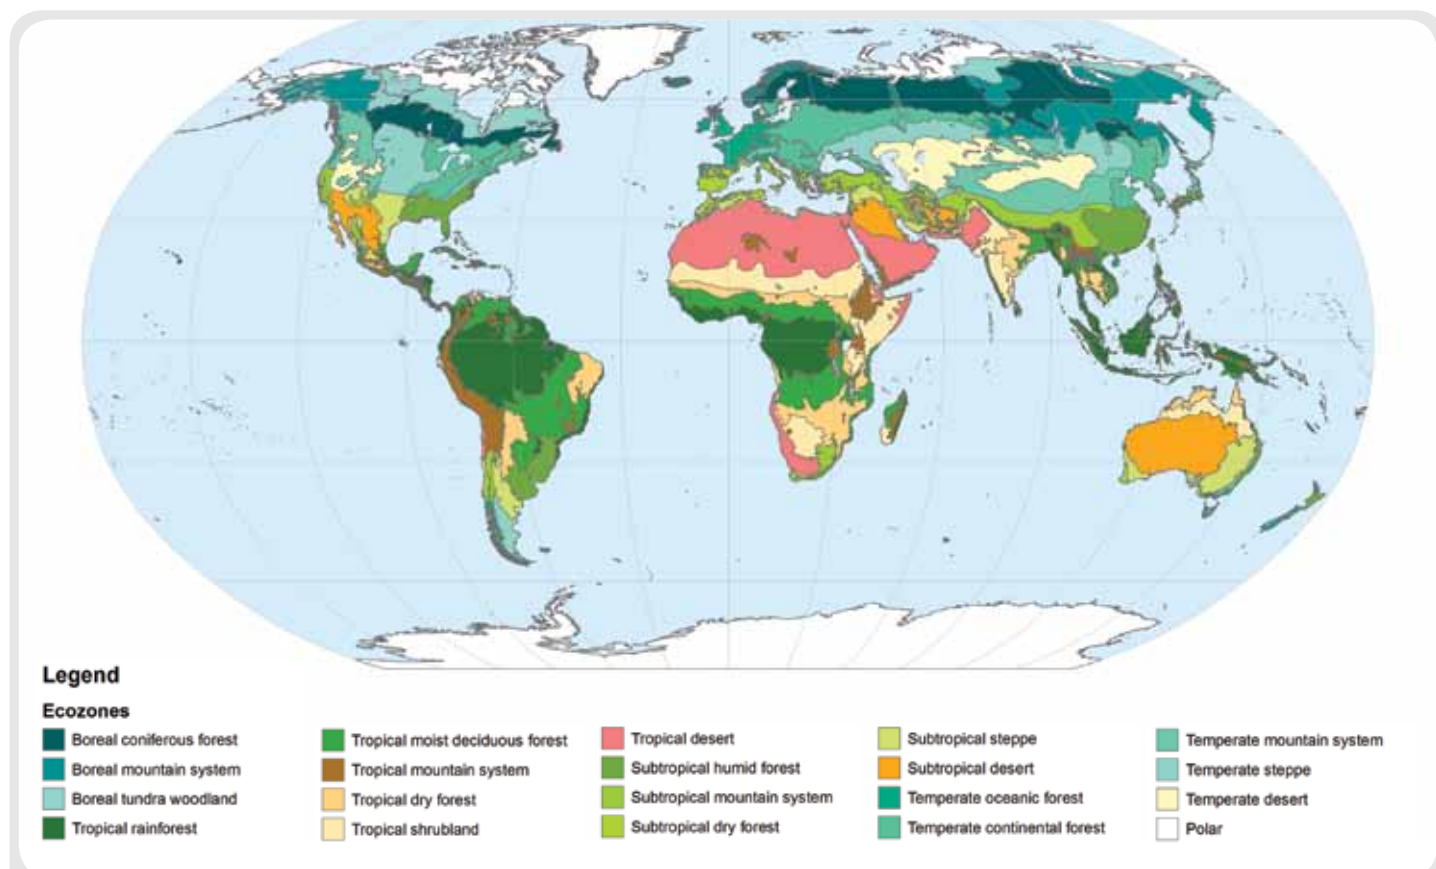 Legend
Ecozones
Boreal coniferous forest
Boreal mountain system
Boreal tundra woodland
Tropical rainforest
Tropical moist deciduous forest
Tropical mountain system
Tropical dry forest
Tropical shrubland
Tropical desert
Subtropical humid forest
Subtropical mountain system
Subtropical dry forest
Subtropical steppe
Subtropical desert
Temperate oceanic forest
Temperate continental forest
Temperate mountain system
Temperate steppe
Temperate desert
Polar